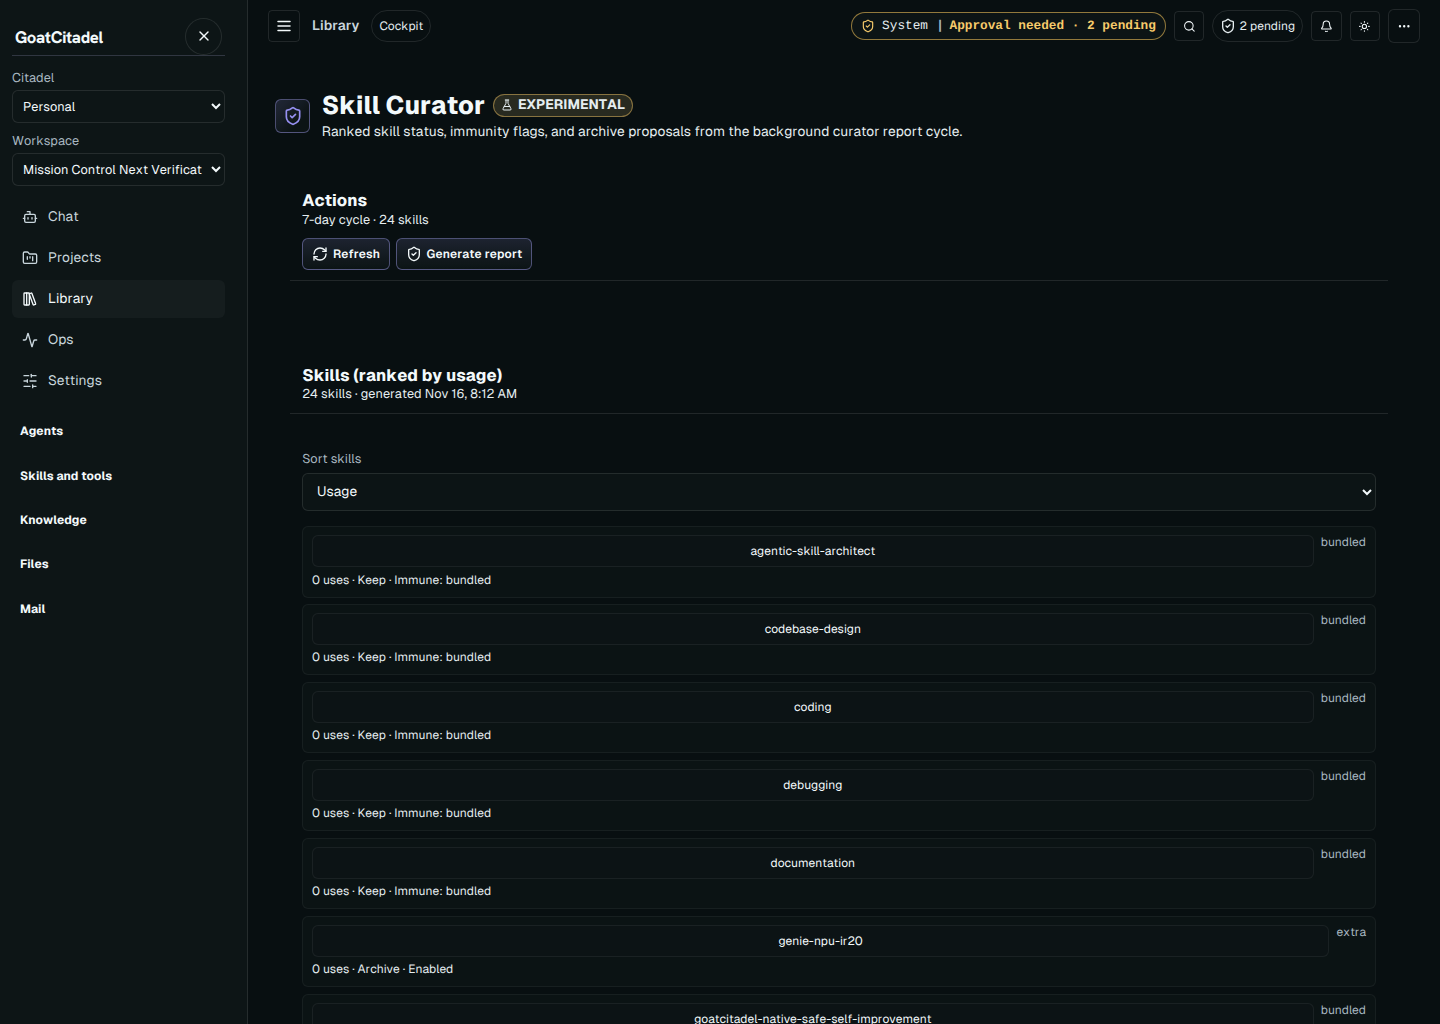 GoatCitadel
Citadel
Personal
Workspace
Mission Control Next Verificat
Chat
Projects
Library
Ops
Settings
Agents
Skills and tools
Knowledge
Files
Mail
Library
Cockpit
System | Approval needed · 2 pending
2 pending
Skill Curator
EXPERIMENTAL
Ranked skill status, immunity flags, and archive proposals from the background curator report cycle.
Actions
7-day cycle · 24 skills
Refresh
Generate report
Skills (ranked by usage)
24 skills · generated Nov 16, 8:12 AM
Sort skills
Usage
agentic-skill-architect
bundled
0 uses · Keep · Immune: bundled
codebase-design
bundled
0 uses · Keep · Immune: bundled
coding
bundled
0 uses · Keep · Immune: bundled
debugging
bundled
0 uses · Keep · Immune: bundled
documentation
bundled
0 uses · Keep · Immune: bundled
genie-npu-ir20
extra
0 uses · Archive · Enabled
goatcitadel-native-safe-self-improvement
bundled